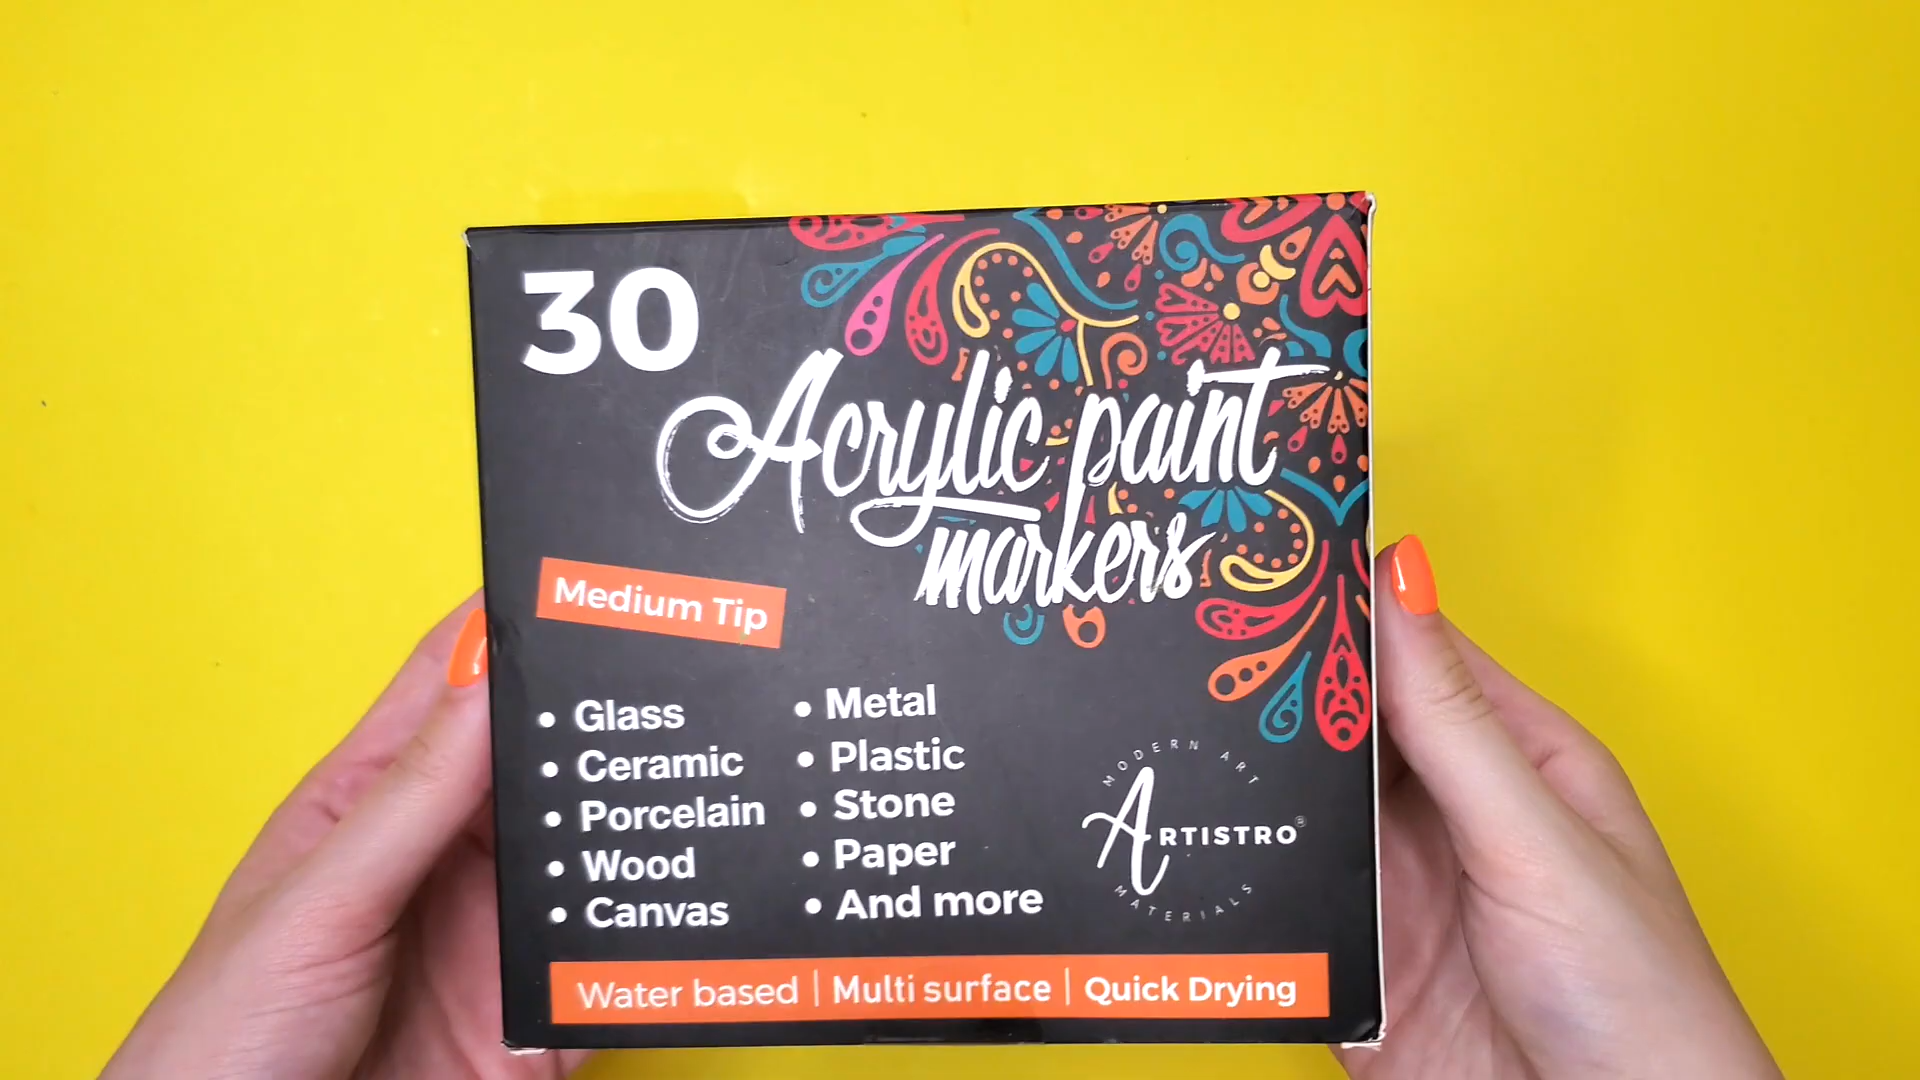 30
Acrylic paint
markers
Medium Tip
• Glass
• Ceramic
• Porcelain
• Wood
• Canvas
• Metal
• Plastic
• Stone
• Paper
• And more
MODERN ART
ARTISTRO®
MATERIALS
Water based | Multi surface | Quick Drying